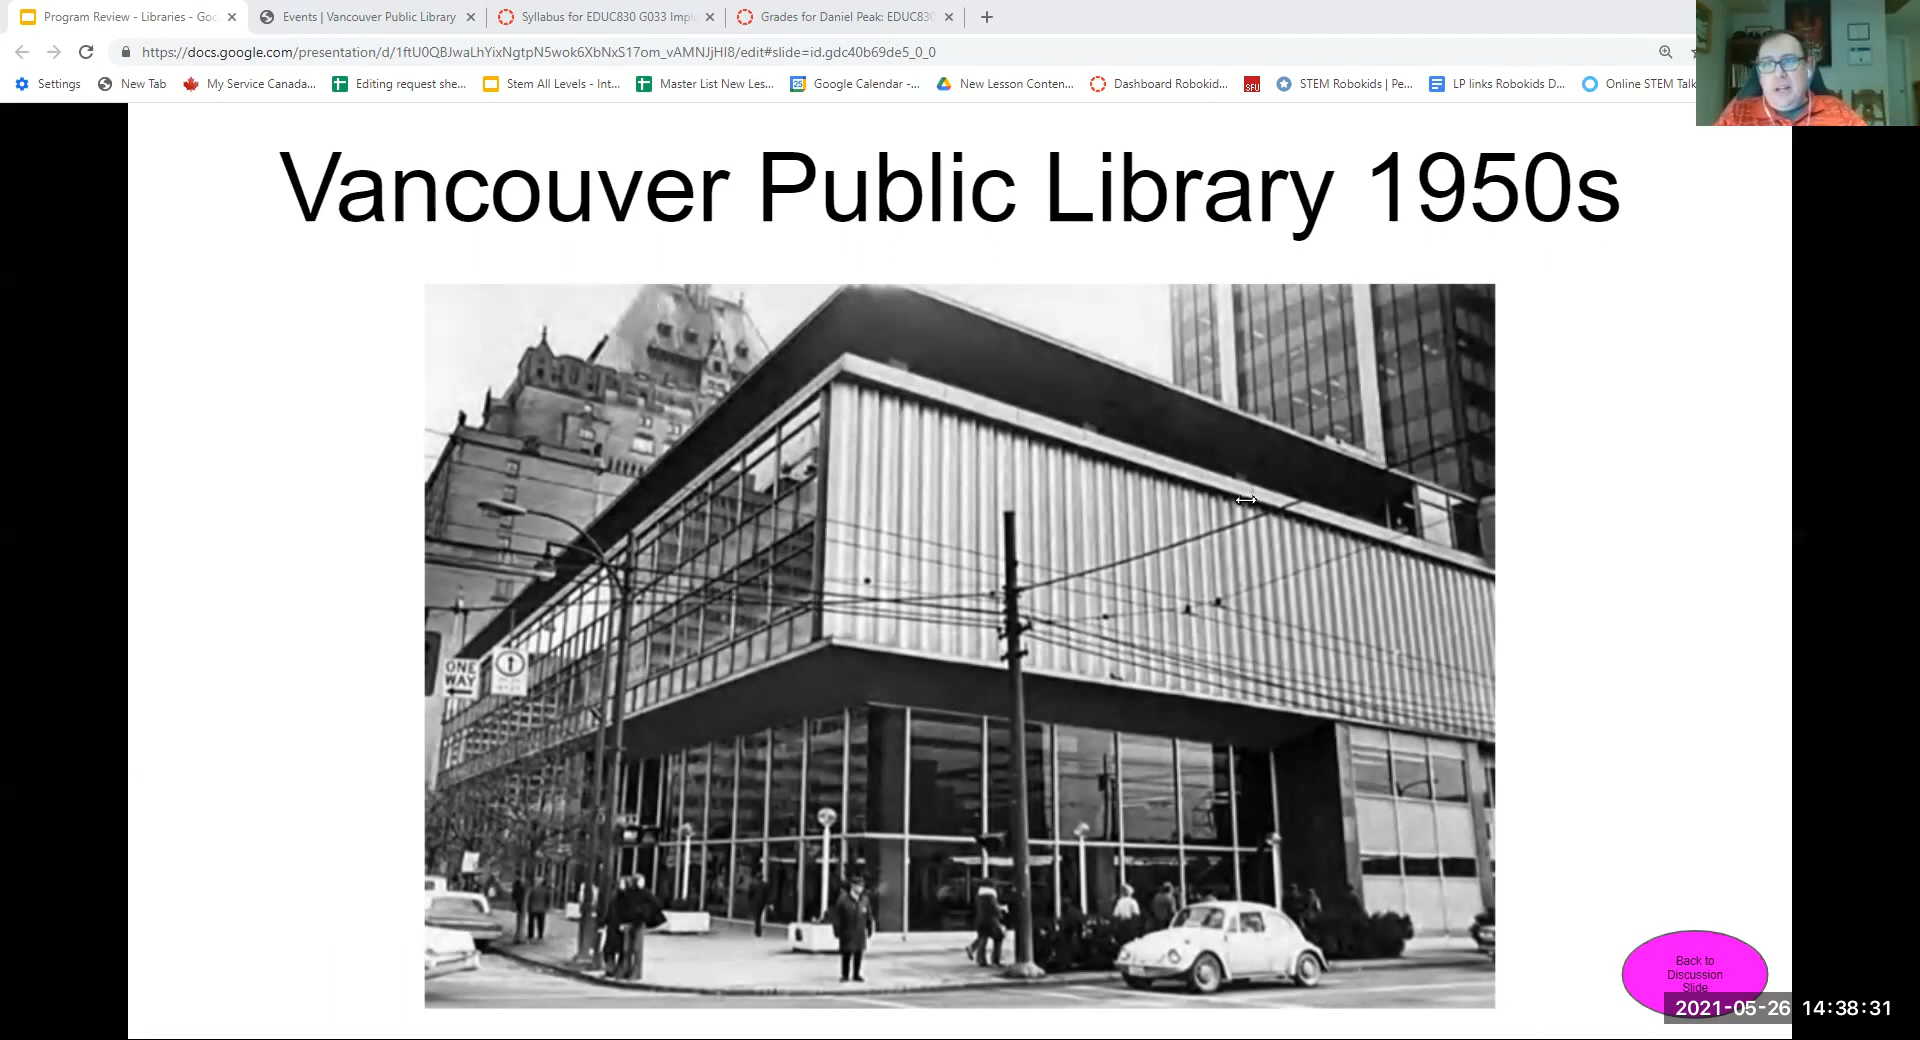 Program Review - Libraries - Goo
Events | Vancouver Public Library
Syllabus for EDUC830 G033 Impl
Grades for Daniel Peak: EDUC830
https://docs.google.com/presentation/d/1ftU0QBJwaLhYixNgtpN5wok6XbNxS17om_vAMNJjHI8/edit#slide=id.gdc40b69de5_0_0
Settings
New Tab
My Service Canada...
Editing request she...
Stem All Levels - Int...
Master List New Les...
25
Google Calendar -...
New Lesson Conten...
Dashboard Robokid...
SFU
STEM Robokids | Pe...
LP links Robokids D...
Online STEM Talk
Vancouver Public Library 1950s
ONE
WAY
Back to
Discussion
Slide
2021-05-26 14:38:31